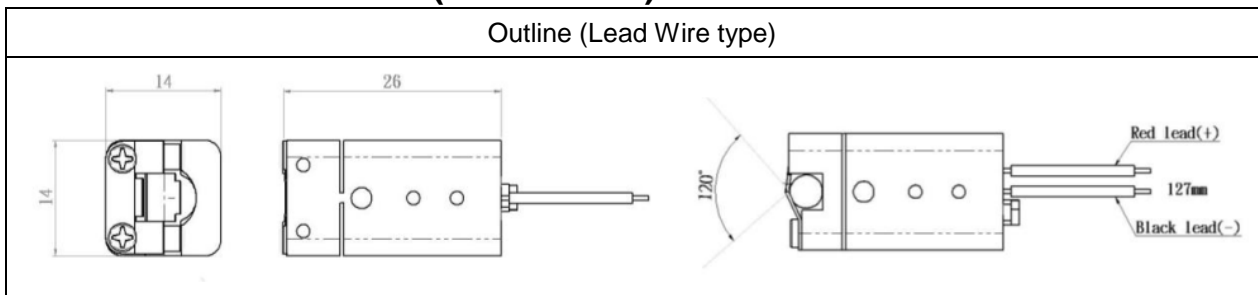 Outline (Lead Wire type)
14
26
14
120°
Red lead(+)
127mm
Black lead(-)